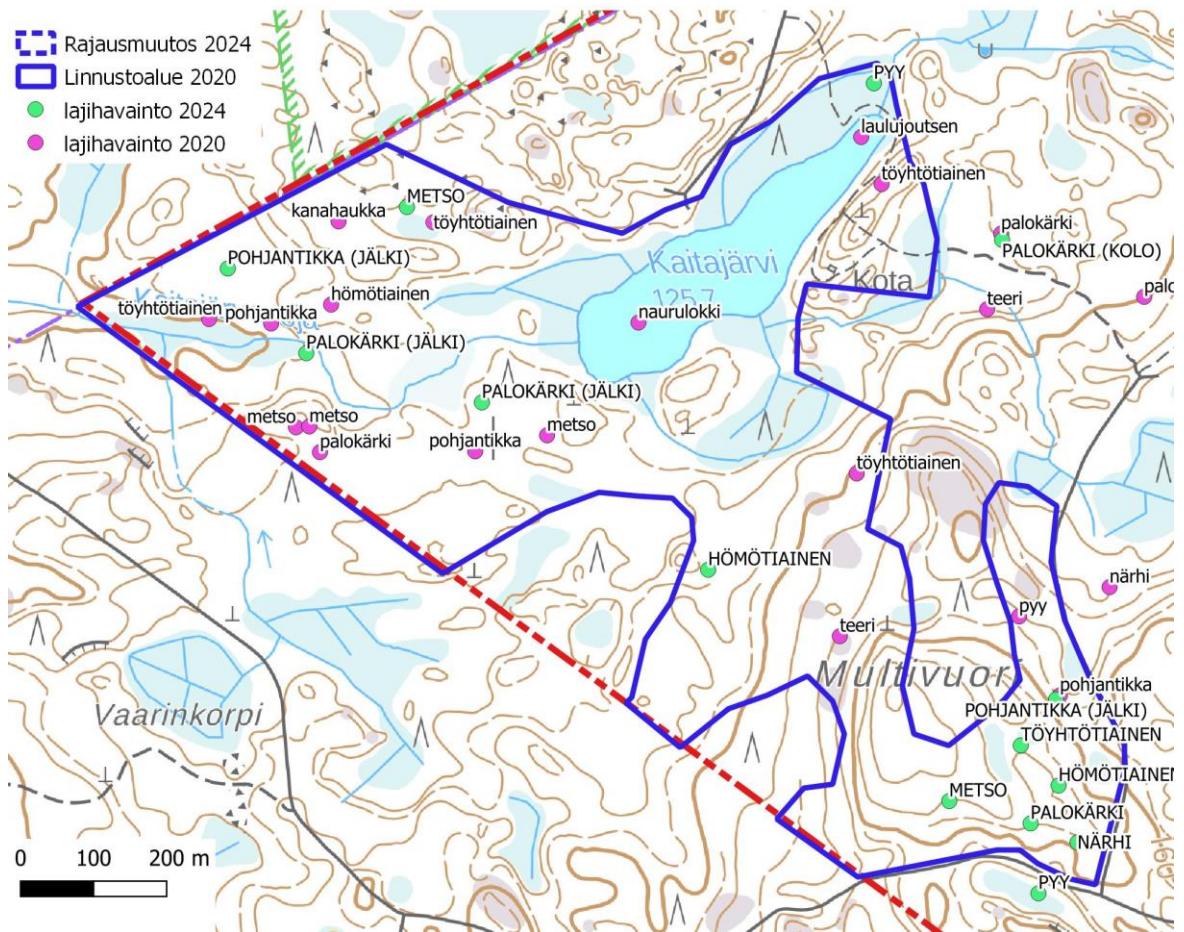 Rajausmuutos 2024
Linnustoalue 2020
lajihavainto 2024
lajihavainto 2020
PYY
laulujoutsen
töyhtötiainen
METSO
kanahaukka
töyhtötiainen
palokärki
PALOKÄRKI (KOLO)
POHJANTIKKA (JÄLKI)
Kaitajärvi
125.7
Kota
palo
hömötiainen
teeri
töyhtötiainen
pohjantikka
naurulokki
PALOKÄRKI (JÄLKI)
PALOKÄRKI (JÄLKI)
metso
metso
metso
palokärki
pohjantikka
töyhtötiainen
HÖMÖTIAINEN
närhi
pyy
teeri
Multivuori
pohjantikka
POHJANTIKKA (JÄLKI)
Vaarinkorpi
TÖYHTÖTIAINEN
HÖMÖTIAINEN
METSO
PALOKÄRKI
NÄRHI
PYY
160
0 100 200 m